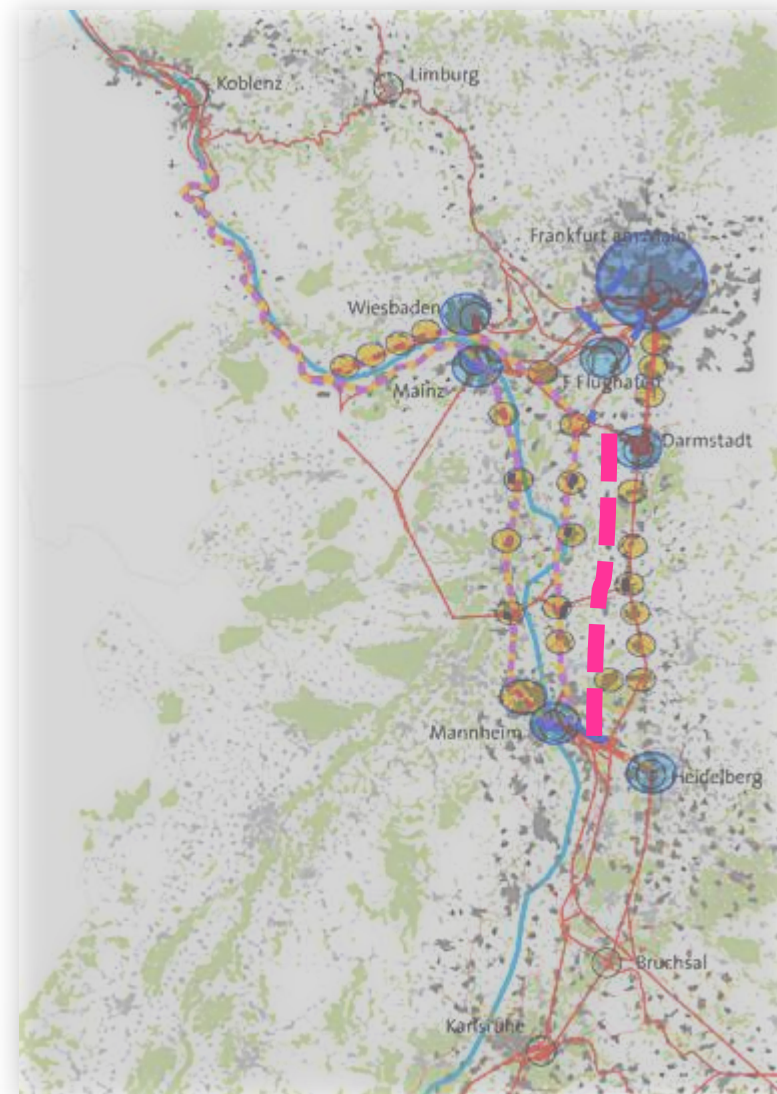 Koblenz
Limburg
Frankfurt am Main
Wiesbaden
Mainz
F Flughafen
Darmstadt
Mannheim
Heidelberg
Bruchsal
Karlsruhe